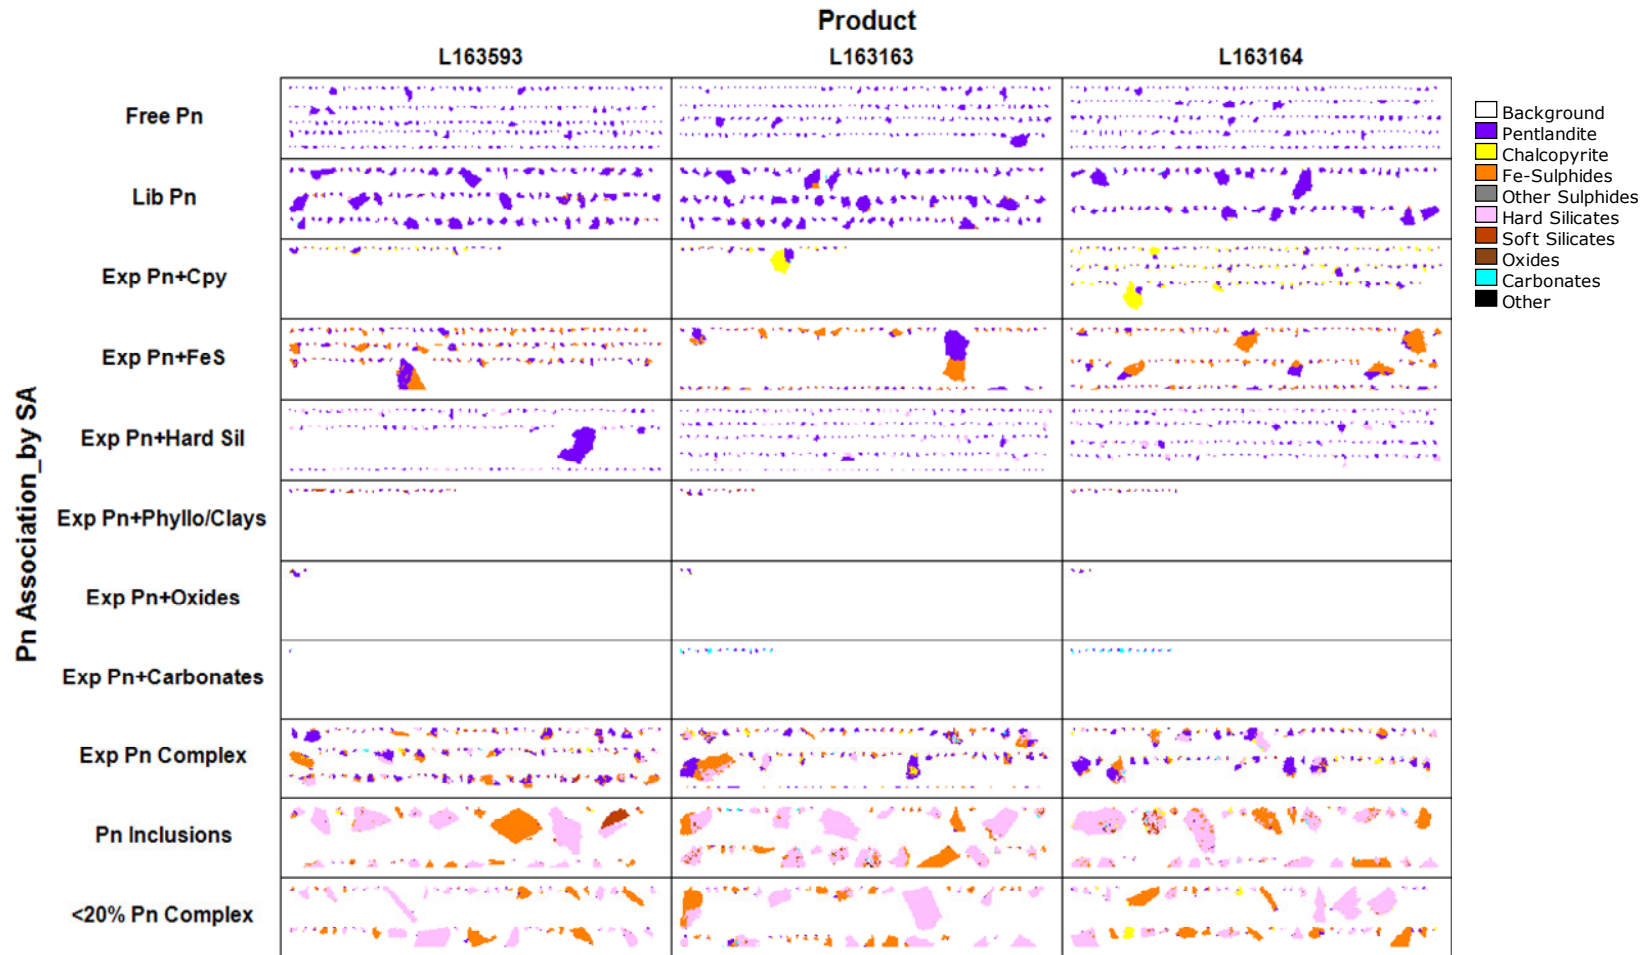 Product
L163593 L163163 L163164
Pn Association_by SA
Free Pn
Lib Pn
Exp Pn+Cpy
Exp Pn+FeS
Exp Pn+Hard Sil
Exp Pn+Phyllo/Clays
Exp Pn+Oxides
Exp Pn+Carbonates
Exp Pn Complex
Pn Inclusions
<20% Pn Complex
Background
Pentlandite
Chalcopyrite
Fe-Sulphides
Other Sulphides
Hard Silicates
Soft Silicates
Oxides
Carbonates
Other